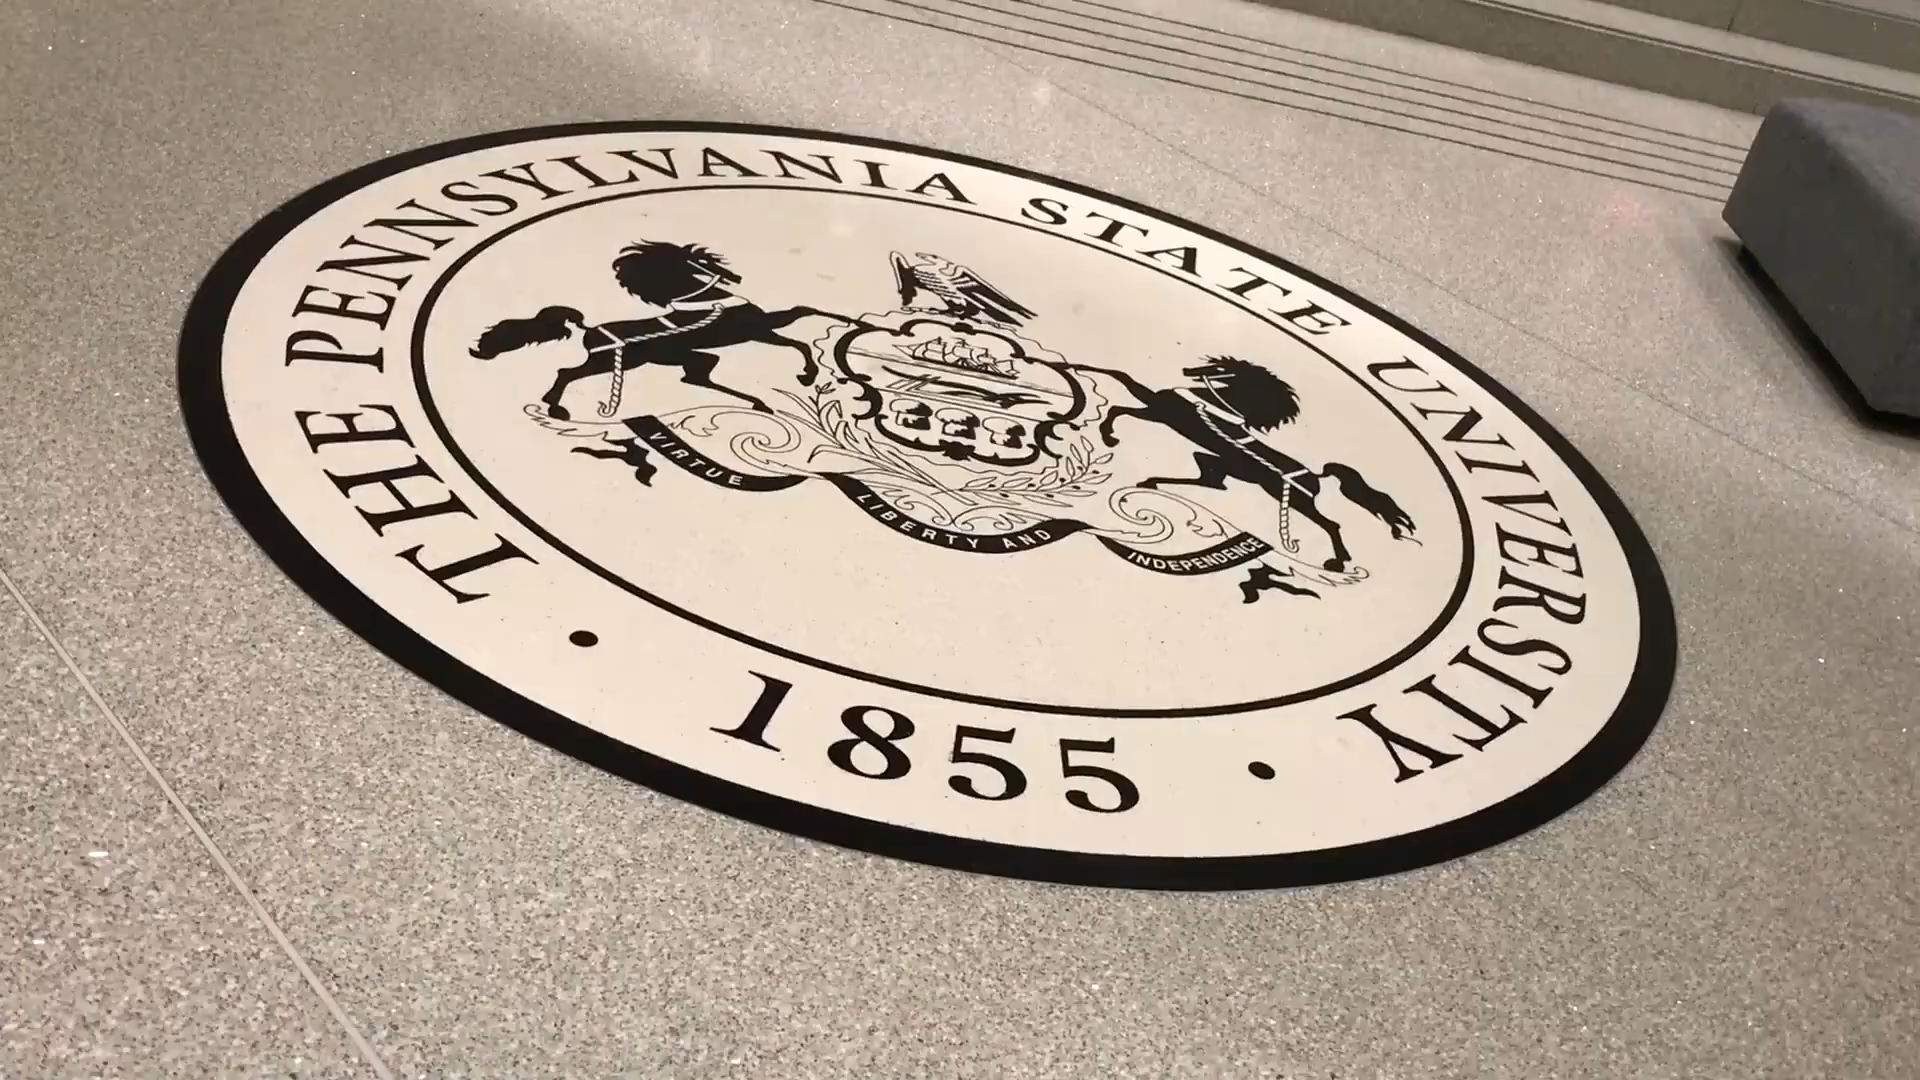 THE PENNSYLVANIA STATE UNIVERSITY
VIRTUE LIBERTY AND INDEPENDENCE
• 1855 •